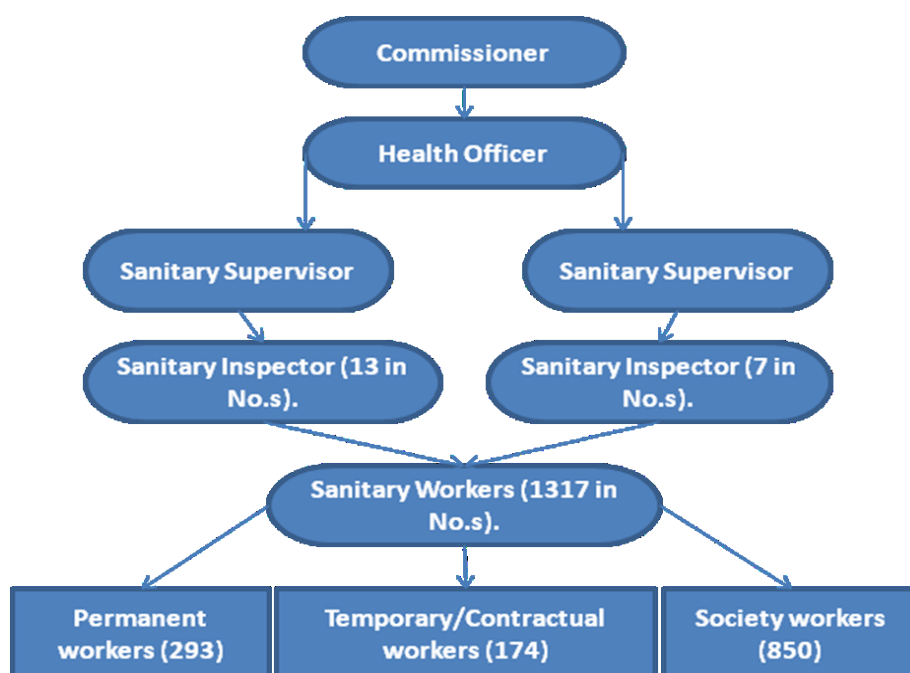 Commissioner
Health Officer
Sanitary Supervisor
Sanitary Supervisor
Sanitary Inspector (13 in
No.s).
Sanitary Inspector (7 in
No.s).
Sanitary Workers (1317 in
No.s).
Permanent
workers (293)
Temporary/Contractual
workers (174)
Society workers
(850)